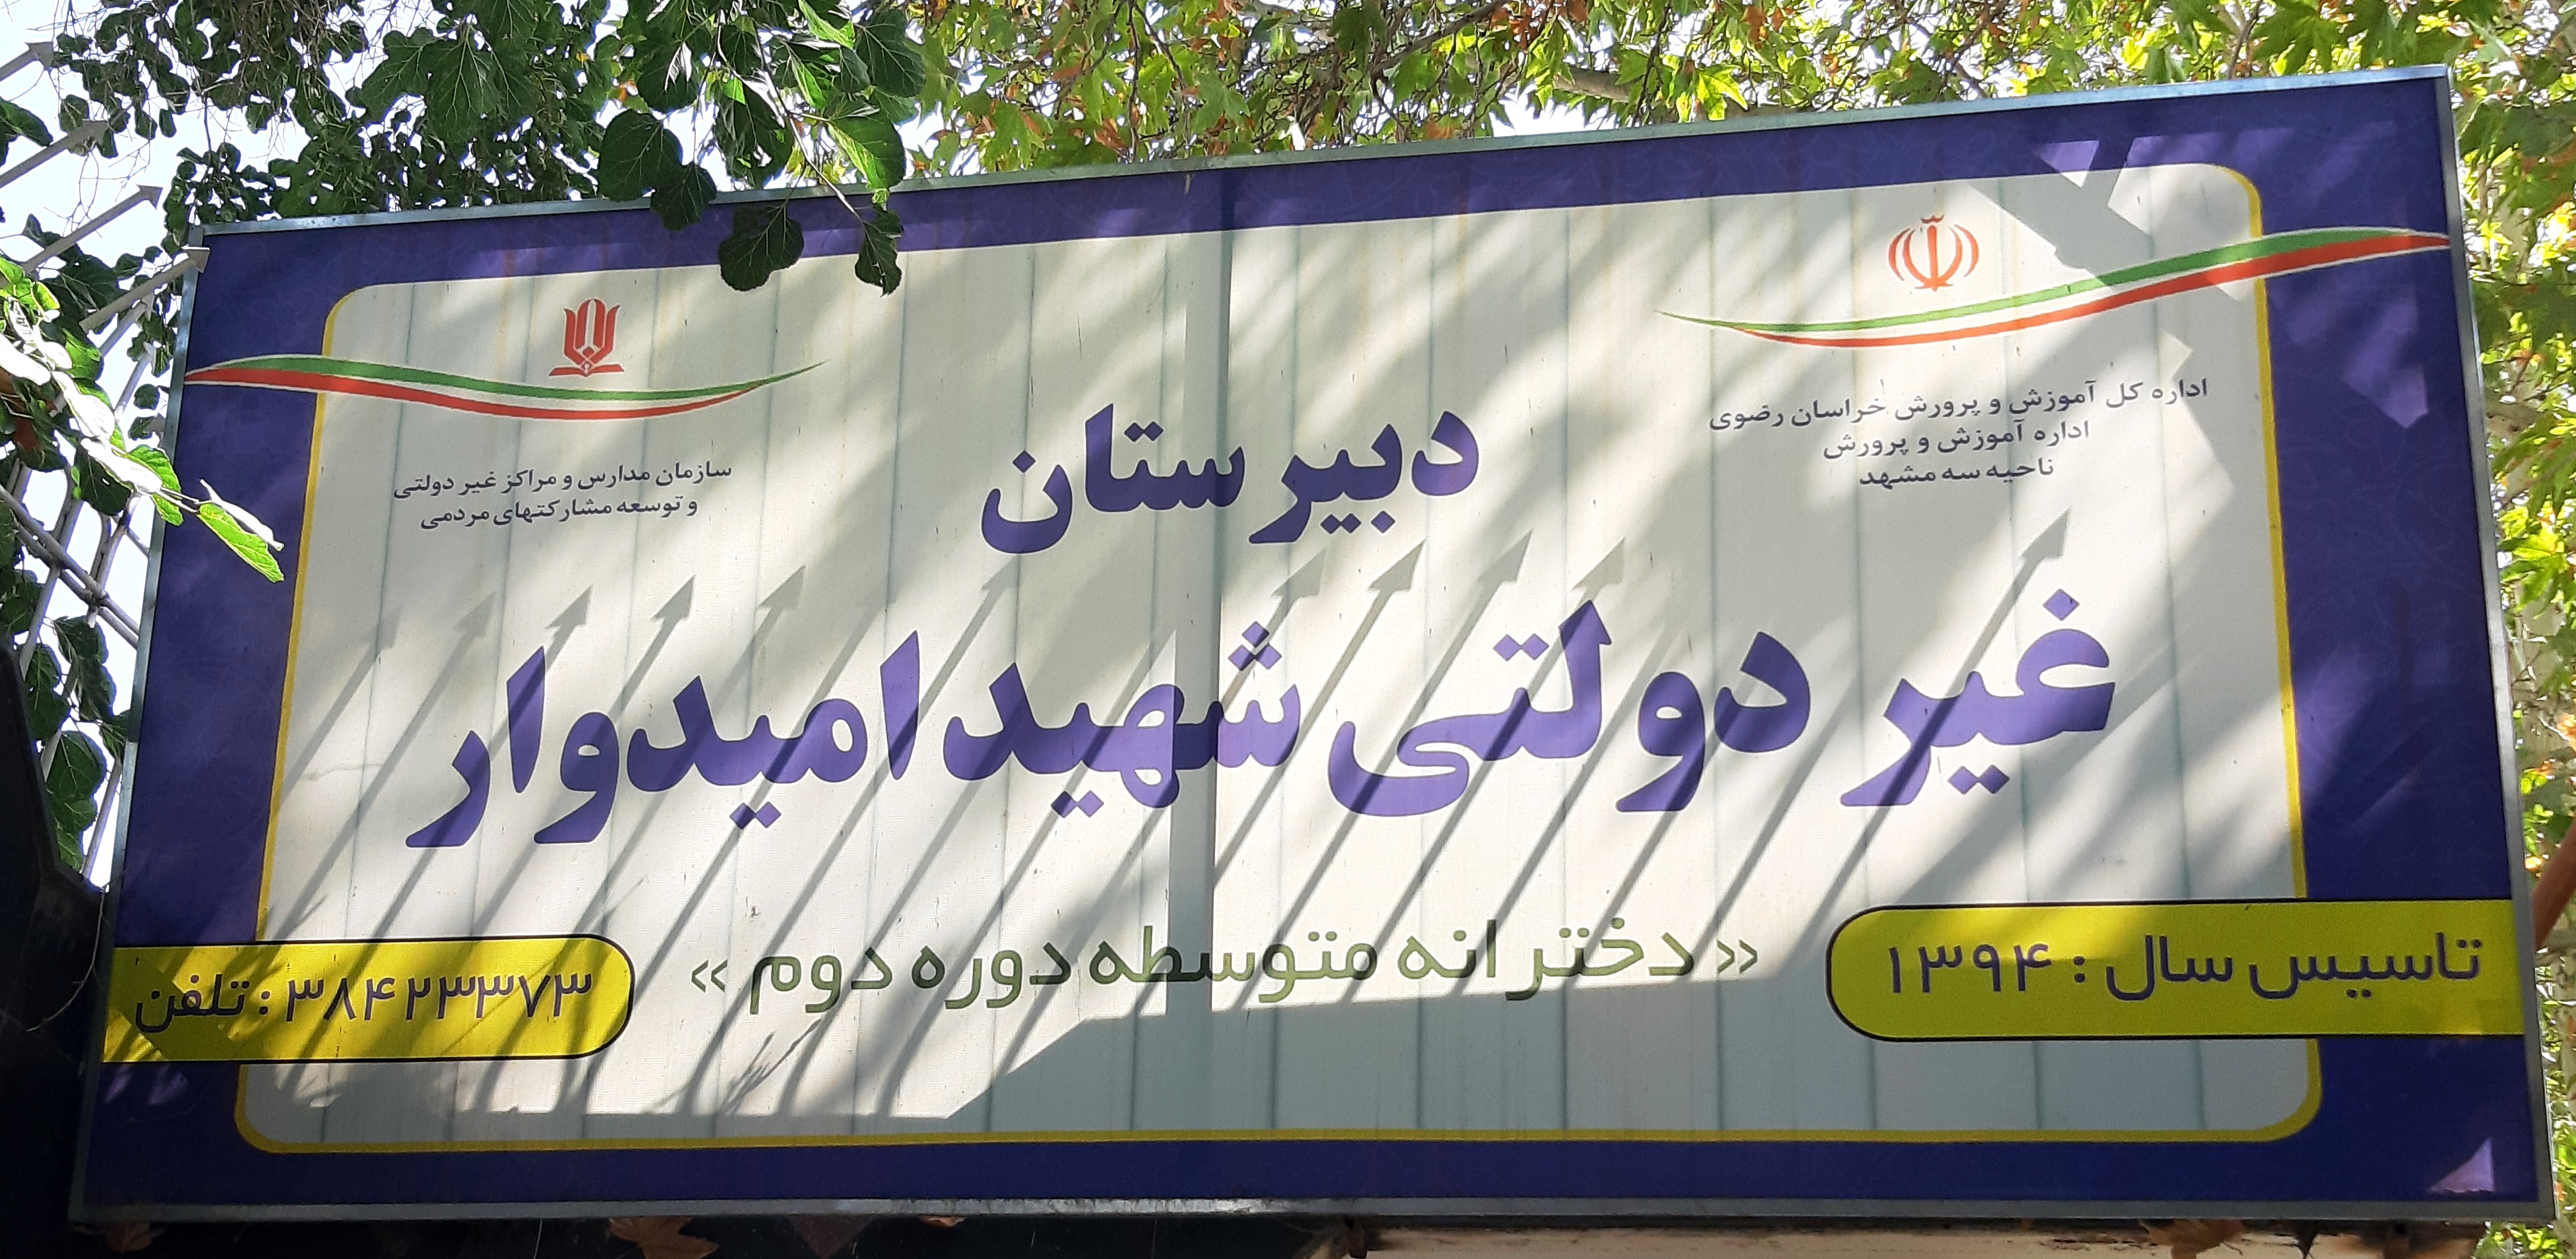 اداره کل آموزش و پرورش خراسان رضوی
اداره آموزش و پرورش
ناحیه سه مشهد
سازمان مدارس و مراکز غیر دولتی
و توسعه مشارکتهای مردمی
دبیرستان
غیر دولتی شهید امیدوار
« دخترانه متوسطه دوره دوم »
تاسیس سال : ۱۳۹۴
۳۸۴۲۳۳۷۳ : تلفن